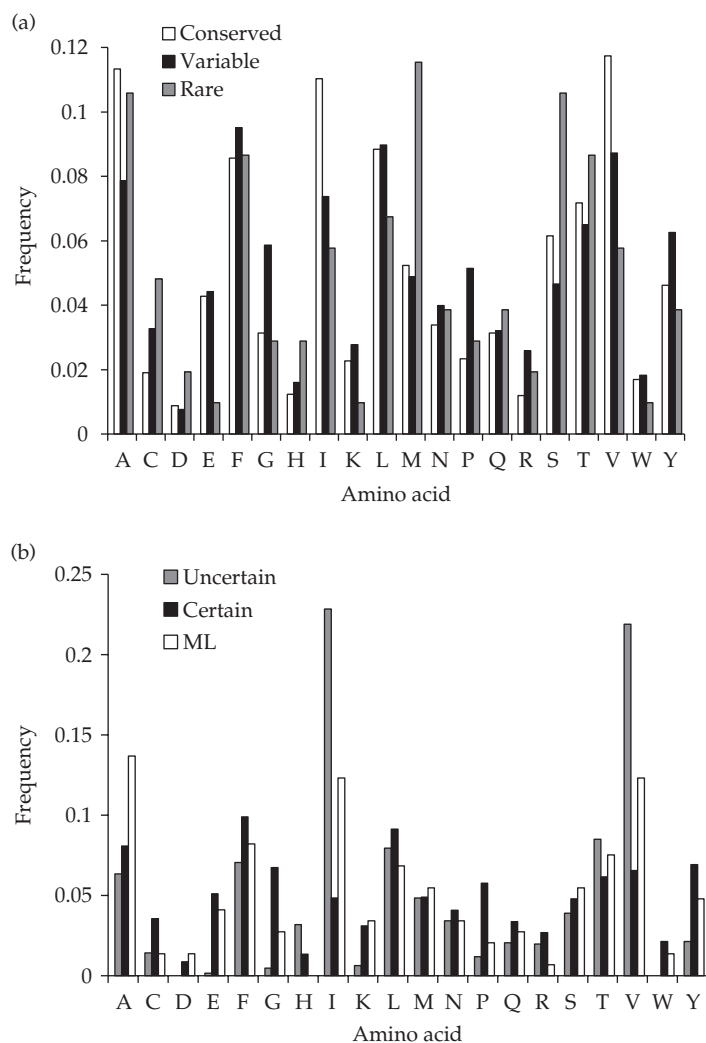 (a)
Conserved
Variable
Rare
0.12
0.1
0.08
0.06
0.04
0.02
0
Frequency
A C D E F G H I K L M N P Q R S T V W Y
Amino acid
(b)
Uncertain
Certain
ML
0.25
0.2
0.15
0.1
0.05
0
Frequency
A C D E F G H I K L M N P Q R S T V W Y
Amino acid